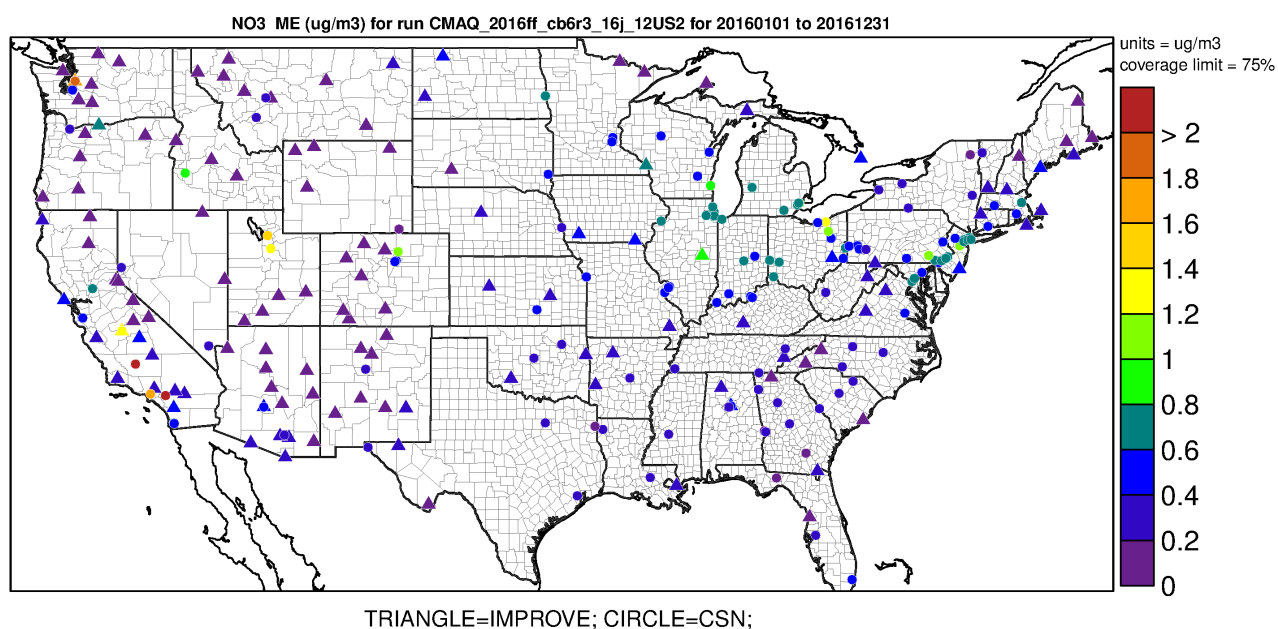 NO3 ME (ug/m3) for run CMAQ_2016ff_cb6r3_16j_12US2 for 20160101 to 20161231
units = ug/m3
coverage limit = 75%
> 2
1.8
1.6
1.4
1.2
1
0.8
0.6
0.4
0.2
0
TRIANGLE=IMPROVE; CIRCLE=CSN;